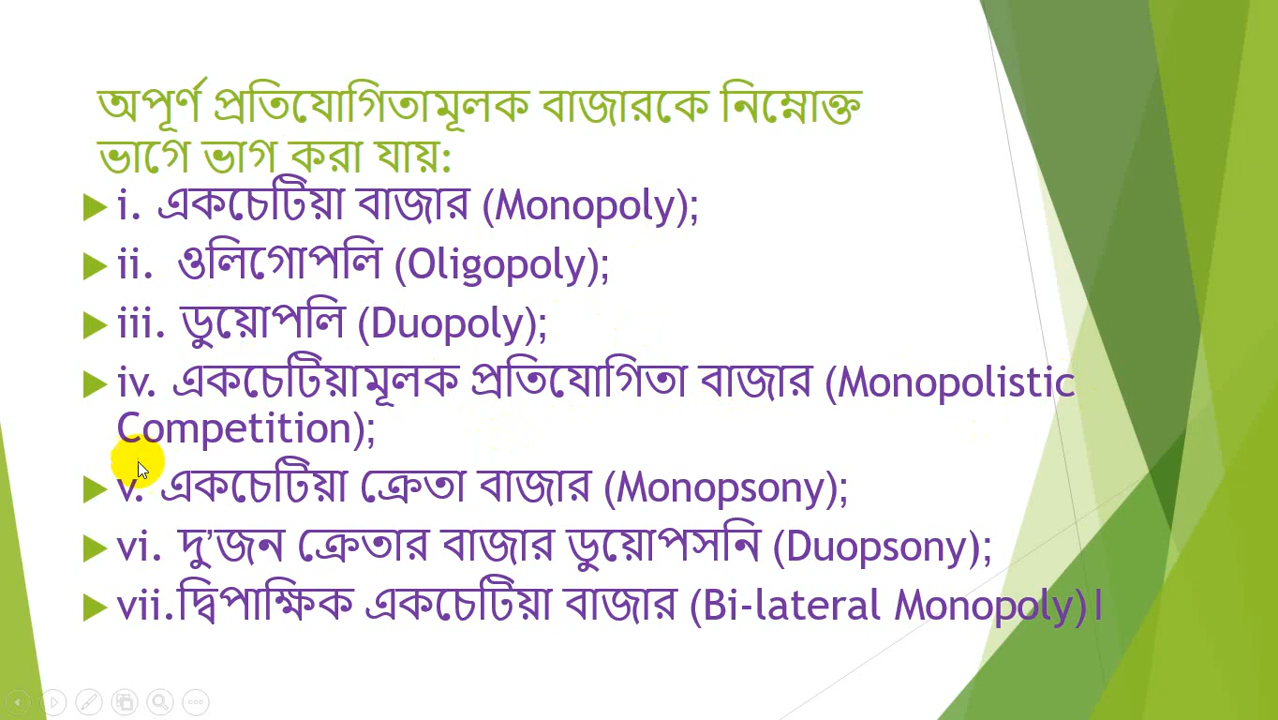 অপূর্ণ প্রতিযোগিতামূলক বাজারকে নিম্নোক্ত
ভাগে ভাগ করা যায়:
i. একচেটিয়া বাজার (Monopoly);
ii. ওলিগোপলি (Oligopoly);
iii. ডুয়োপলি (Duopoly);
iv. একচেটিয়ামূলক প্রতিযোগিতা বাজার (Monopolistic
Competition);
v. একচেটিয়া ক্রেতা বাজার (Monopsony);
vi. দু’জন ক্রেতার বাজার ডুয়োপসনি (Duopsony);
vii.দ্বিপাক্ষিক একচেটিয়া বাজার (Bi-lateral Monopoly)।